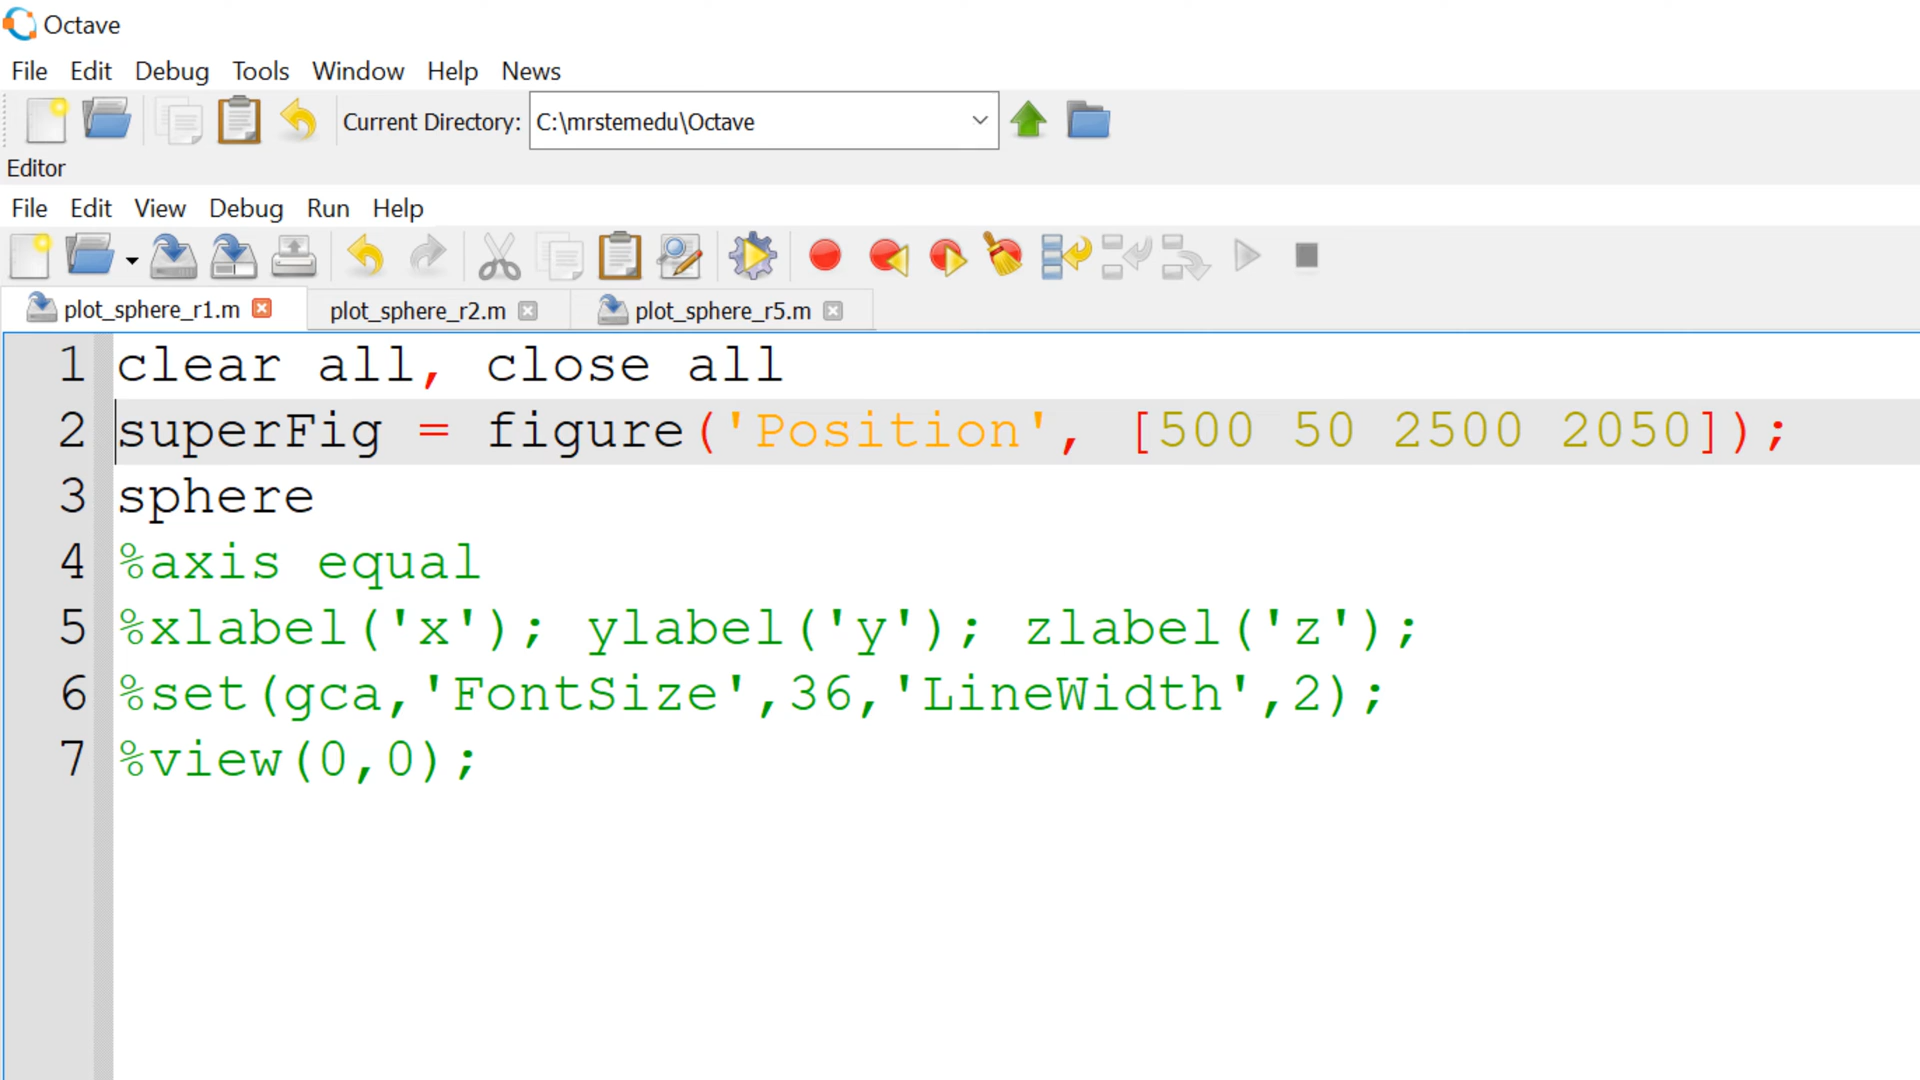 Octave
File Edit Debug Tools Window Help News
Current Directory: C:\mrstemedu\Octave
Editor
File Edit View Debug Run Help
plot_sphere_r1.m plot_sphere_r2.m plot_sphere_r5.m
1 clear all, close all
2 superFig = figure('Position', [500 50 2500 2050]);
3 sphere
4 %axis equal
5 %xlabel('x'); ylabel('y'); zlabel('z');
6 %set(gca,'FontSize',36,'LineWidth',2);
7 %view(0,0);